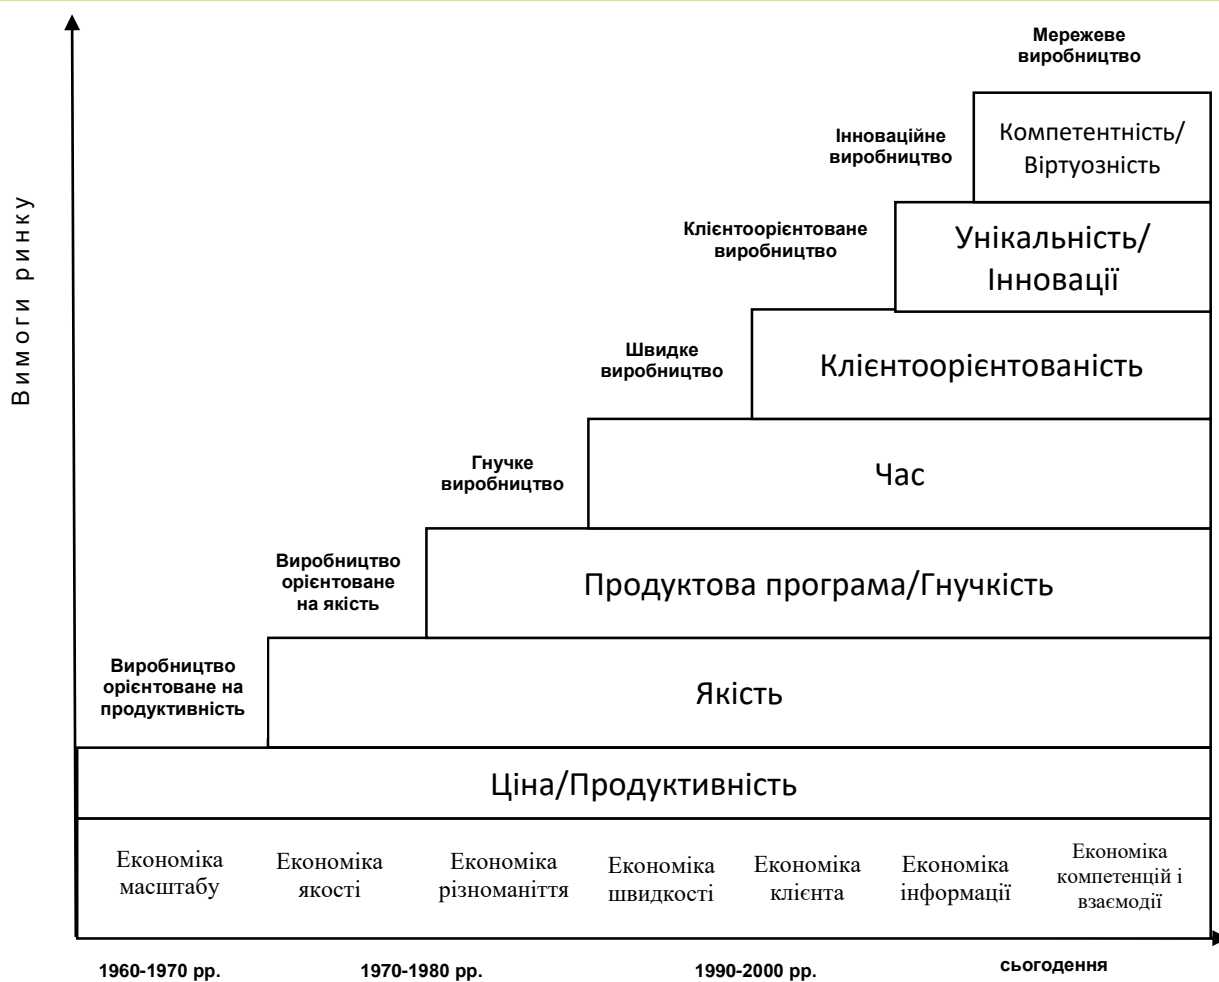 Мережеве
виробництво
Компетентність/
Віртуозність
Інноваційне
виробництво
Унікальність/
Інновації
Клієнтоорієнтоване
виробництво
Клієнтоорієнтованість
Швидке
виробництво
Час
Гнучке
виробництво
Продуктова програма/Гнучкість
Виробництво
орієнтоване
на якість
Якість
Виробництво
орієнтоване на
продуктивність
Ціна/Продуктивність
Економіка
масштабу
Економіка
якості
Економіка
різноманіття
Економіка
швидкості
Економіка
клієнта
Економіка
інформації
Економіка
компетенцій і
взаємодії
1960-1970 рр.
1970-1980 рр.
1990-2000 рр.
сьогодення
Вимоги ринку